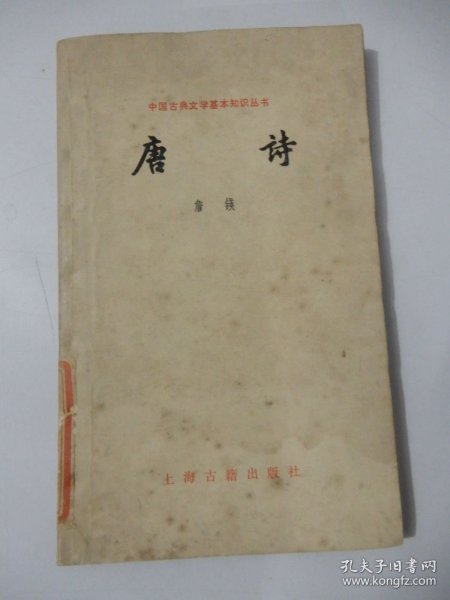 中国古典文学基本知识丛书
唐 诗
詹 锳
上海古籍出版社
孔夫子旧书网
www.kongfz.com